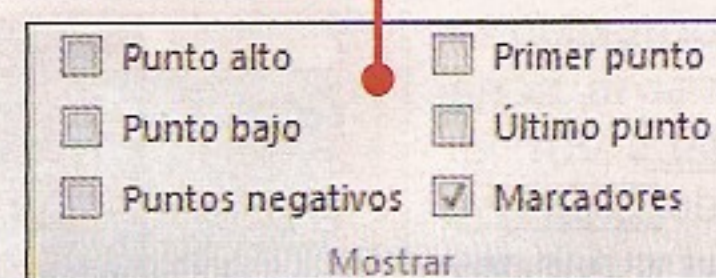 Punto alto Primer punto
Punto bajo Último punto
Puntos negativos Marcadores
Mostrar